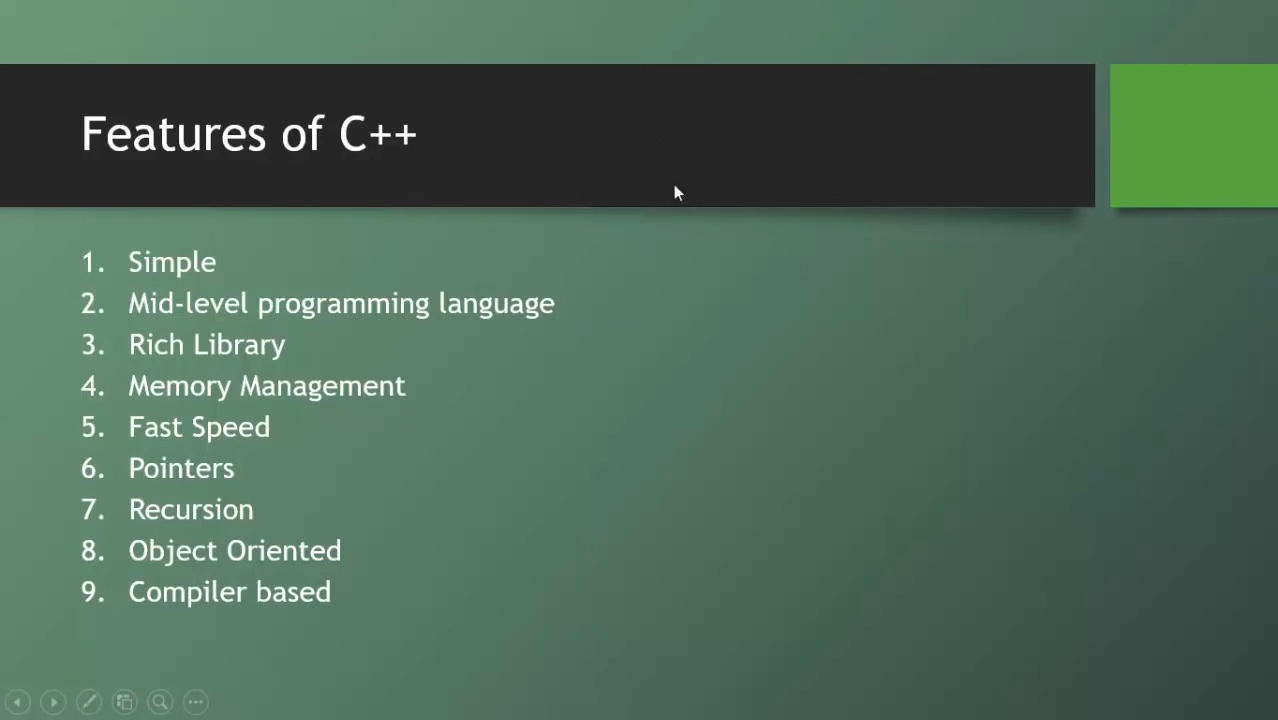 Features of C++
1. Simple
2. Mid-level programming language
3. Rich Library
4. Memory Management
5. Fast Speed
6. Pointers
7. Recursion
8. Object Oriented
9. Compiler based